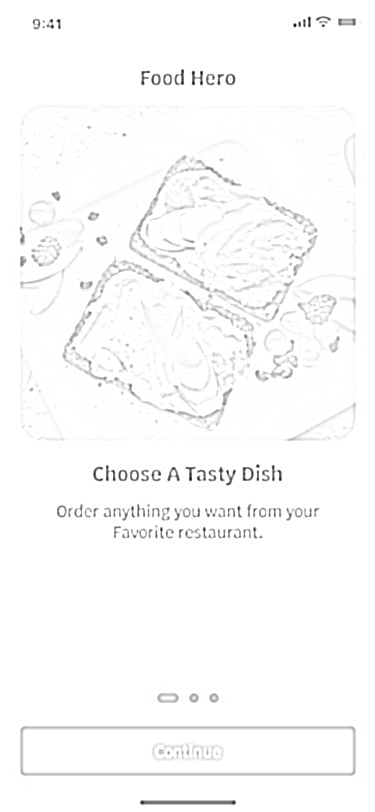 9:41
Food Hero
Choose A Tasty Dish
Order anything you want from your
Favorite restaurant.
Continue